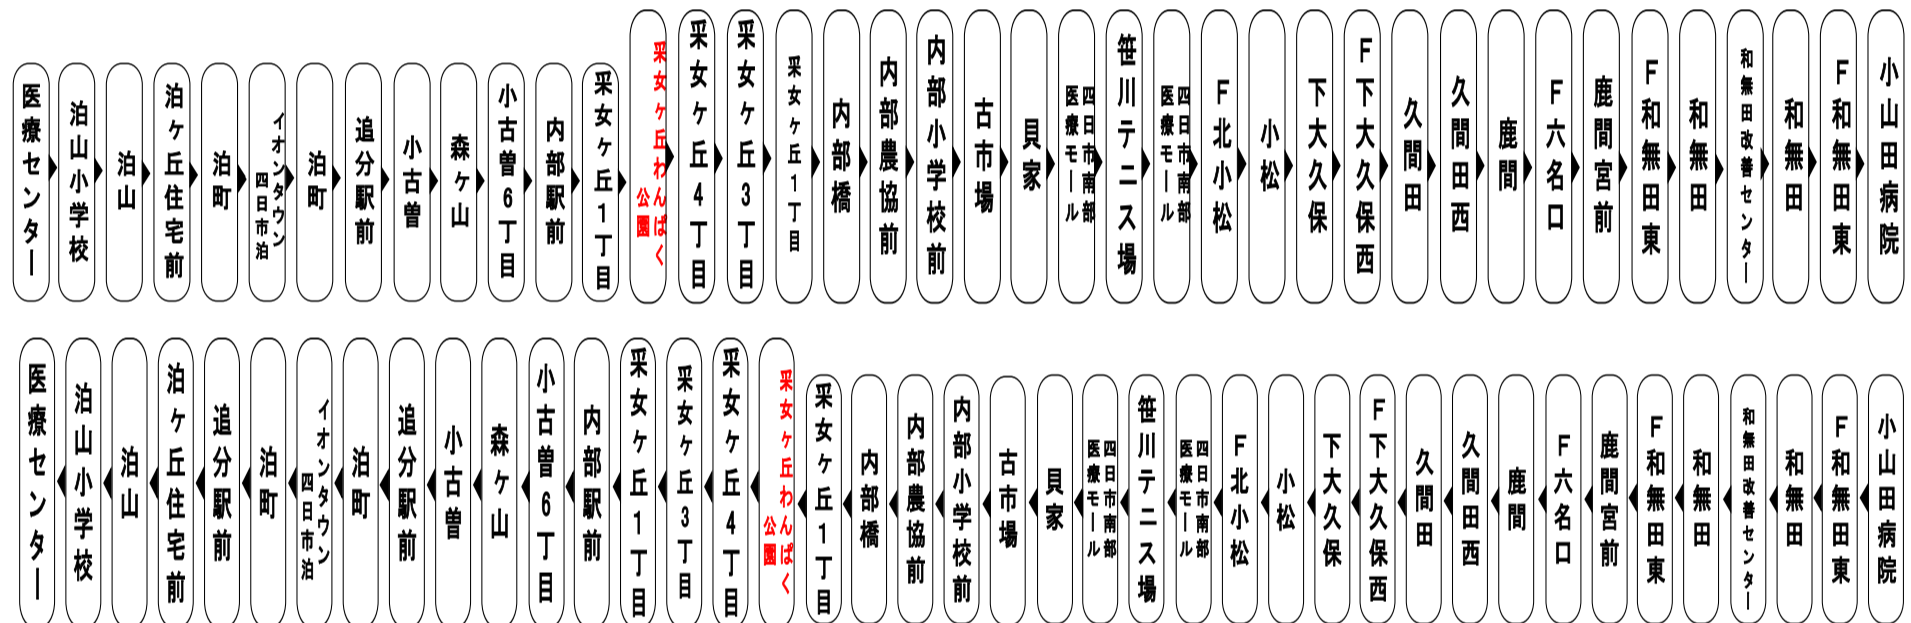 医療センター
泊山小学校
泊山
泊ヶ丘住宅前
泊町
イオンタウン
四日市泊
泊町
追分駅前
小古曽
森ヶ山
小古曽6丁目
内部駅前
采女ヶ丘1丁目
采女ヶ丘わんぱく
公園
采女ヶ丘4丁目
采女ヶ丘3丁目
采女ヶ丘1丁目
内部橋
内部農協前
内部小学校前
古市場
貝家
四日市南部
医療モール
笹川テニス場
四日市南部
医療モール
F北小松
小松
下大久保
F下大久保西
久間田
久間田西
鹿間
F六名口
鹿間宮前
F和無田東
和無田
和無田改善センター
和無田
F和無田東
小山田病院
医療センター
泊山小学校
泊山
泊ヶ丘住宅前
追分駅前
泊町
イオンタウン
四日市泊
泊町
追分駅前
小古曽
森ヶ山
小古曽6丁目
内部駅前
采女ヶ丘1丁目
采女ヶ丘3丁目
采女ヶ丘4丁目
采女ヶ丘わんぱく
公園
采女ヶ丘1丁目
内部橋
内部農協前
内部小学校前
古市場
貝家
四日市南部
医療モール
笹川テニス場
四日市南部
医療モール
F北小松
小松
下大久保
F下大久保西
久間田
久間田西
鹿間
F六名口
鹿間宮前
F和無田東
和無田
和無田改善センター
和無田
F和無田東
小山田病院